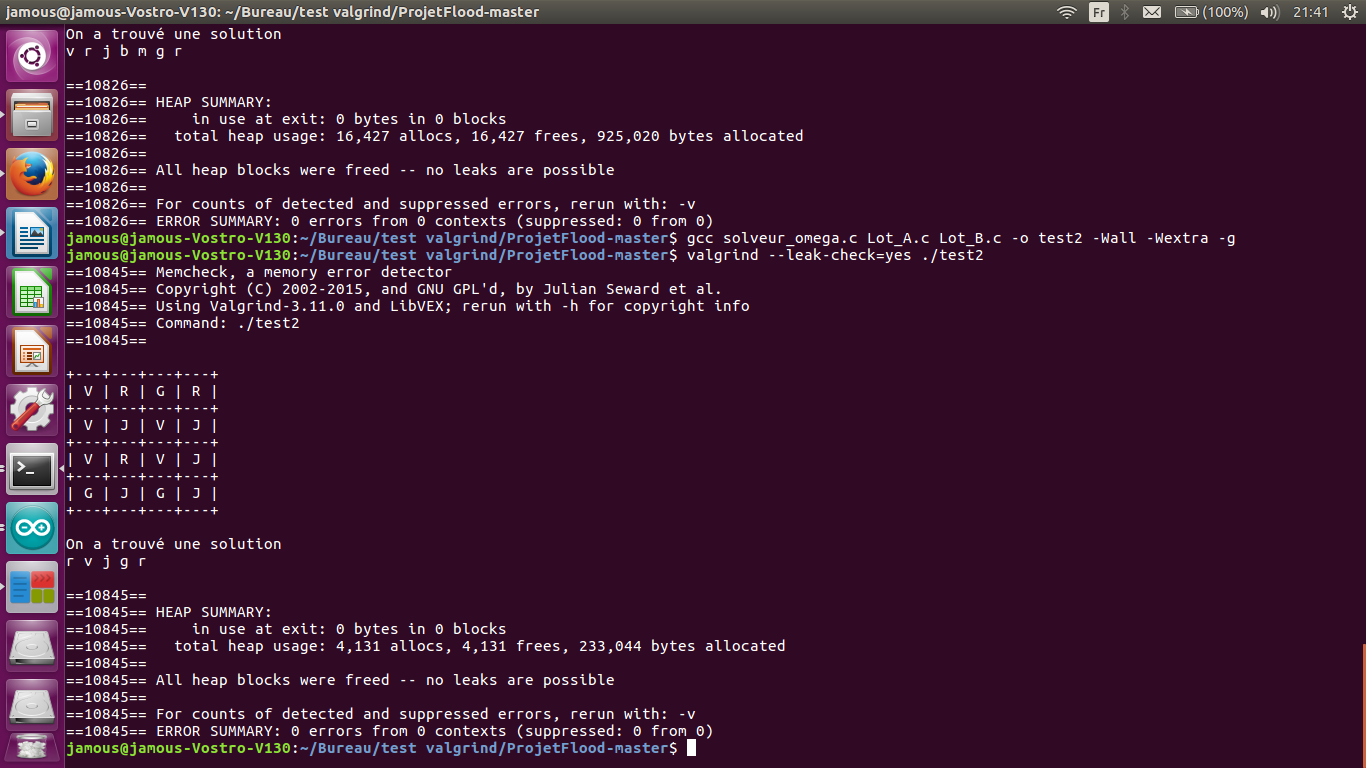 jamous@jamous-Vostro-V130: ~/Bureau/test valgrind/ProjetFlood-master
Fr
(100%)
21:41
On a trouvé une solution
v r j b m g r
==10826==
==10826== HEAP SUMMARY:
==10826==     in use at exit: 0 bytes in 0 blocks
==10826==   total heap usage: 16,427 allocs, 16,427 frees, 925,020 bytes allocated
==10826==
==10826== All heap blocks were freed -- no leaks are possible
==10826==
==10826== For counts of detected and suppressed errors, rerun with: -v
==10826== ERROR SUMMARY: 0 errors from 0 contexts (suppressed: 0 from 0)
jamous@jamous-Vostro-V130:~/Bureau/test valgrind/ProjetFlood-master$ gcc solveur_omega.c Lot_A.c Lot_B.c -o test2 -Wall -Wextra -g
jamous@jamous-Vostro-V130:~/Bureau/test valgrind/ProjetFlood-master$ valgrind --leak-check=yes ./test2
==10845== Memcheck, a memory error detector
==10845== Copyright (C) 2002-2015, and GNU GPL'd, by Julian Seward et al.
==10845== Using Valgrind-3.11.0 and LibVEX; rerun with -h for copyright info
==10845== Command: ./test2
==10845==
+---+---+---+---+
| V | R | G | R |
+---+---+---+---+
| V | J | V | J |
+---+---+---+---+
| V | R | V | J |
+---+---+---+---+
| G | J | G | J |
+---+---+---+---+
On a trouvé une solution
r v j g r
==10845==
==10845== HEAP SUMMARY:
==10845==     in use at exit: 0 bytes in 0 blocks
==10845==   total heap usage: 4,131 allocs, 4,131 frees, 233,044 bytes allocated
==10845==
==10845== All heap blocks were freed -- no leaks are possible
==10845==
==10845== For counts of detected and suppressed errors, rerun with: -v
==10845== ERROR SUMMARY: 0 errors from 0 contexts (suppressed: 0 from 0)
jamous@jamous-Vostro-V130:~/Bureau/test valgrind/ProjetFlood-master$